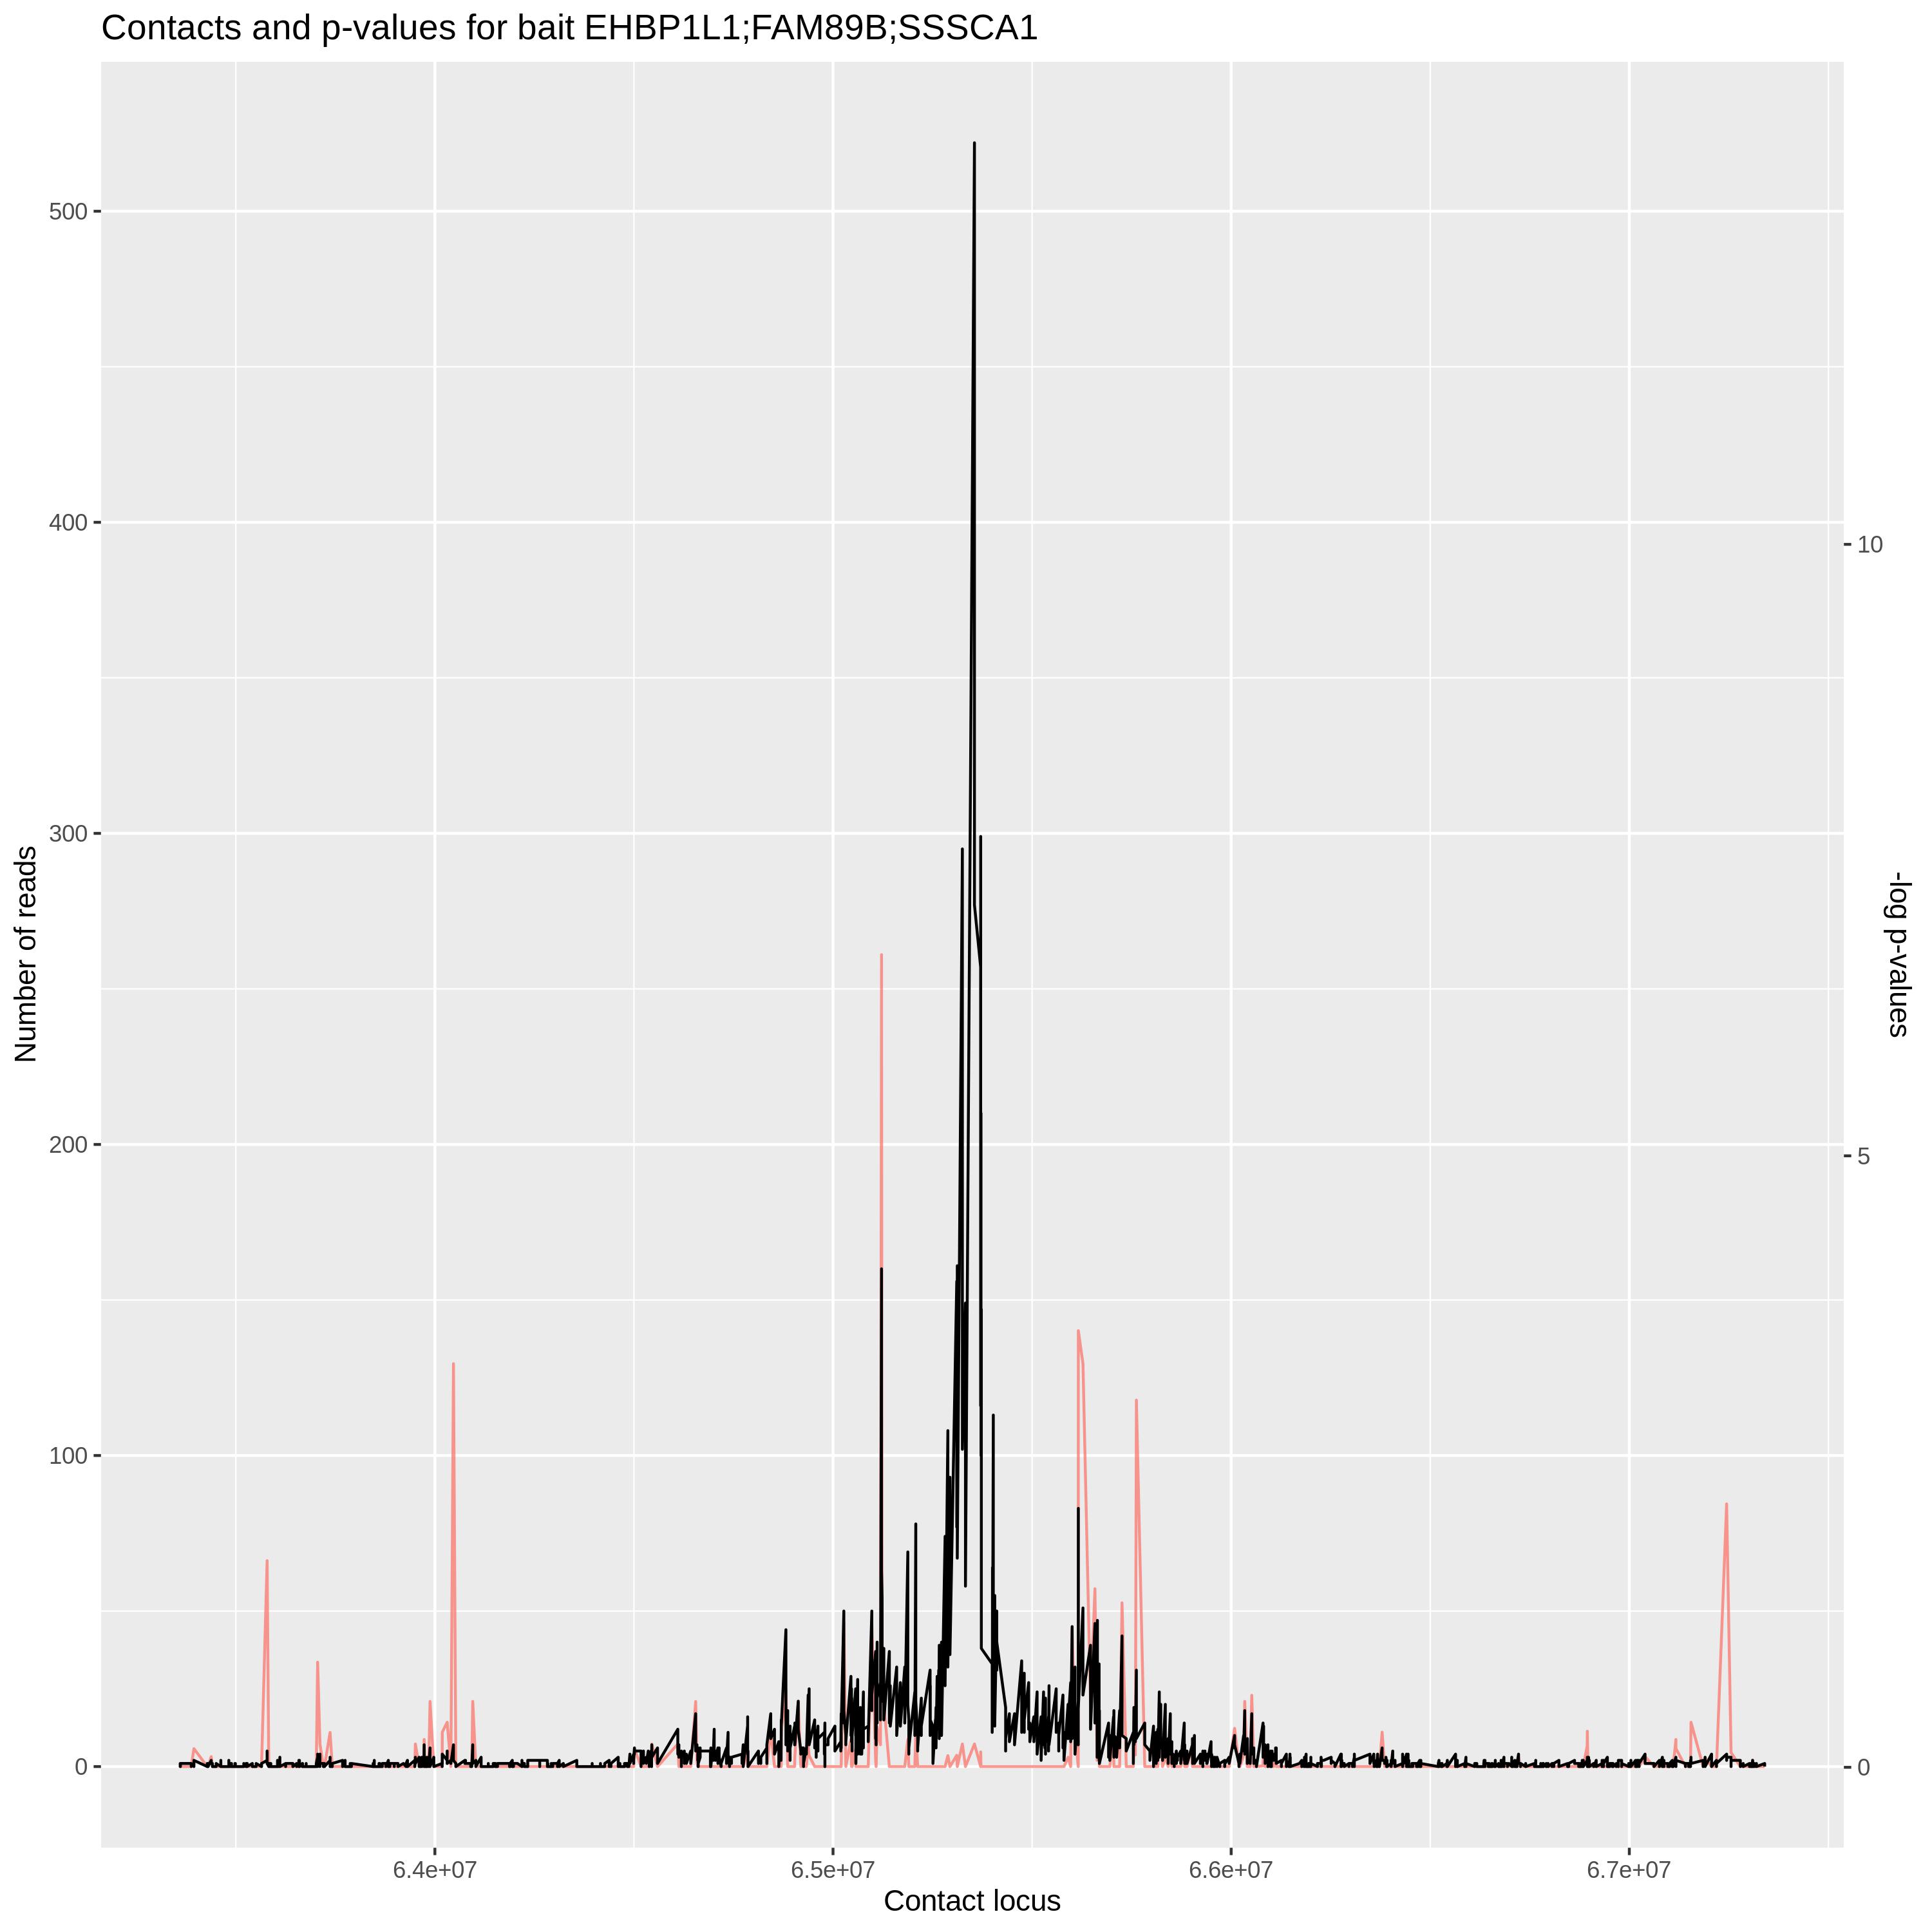 Contacts and p-values for bait EHBP1L1;FAM89B;SSSCA1
500
400
300
200
100
0
Number of reads
10
5
0
-log p-values
6.4e+07
6.5e+07
6.6e+07
6.7e+07
Contact locus